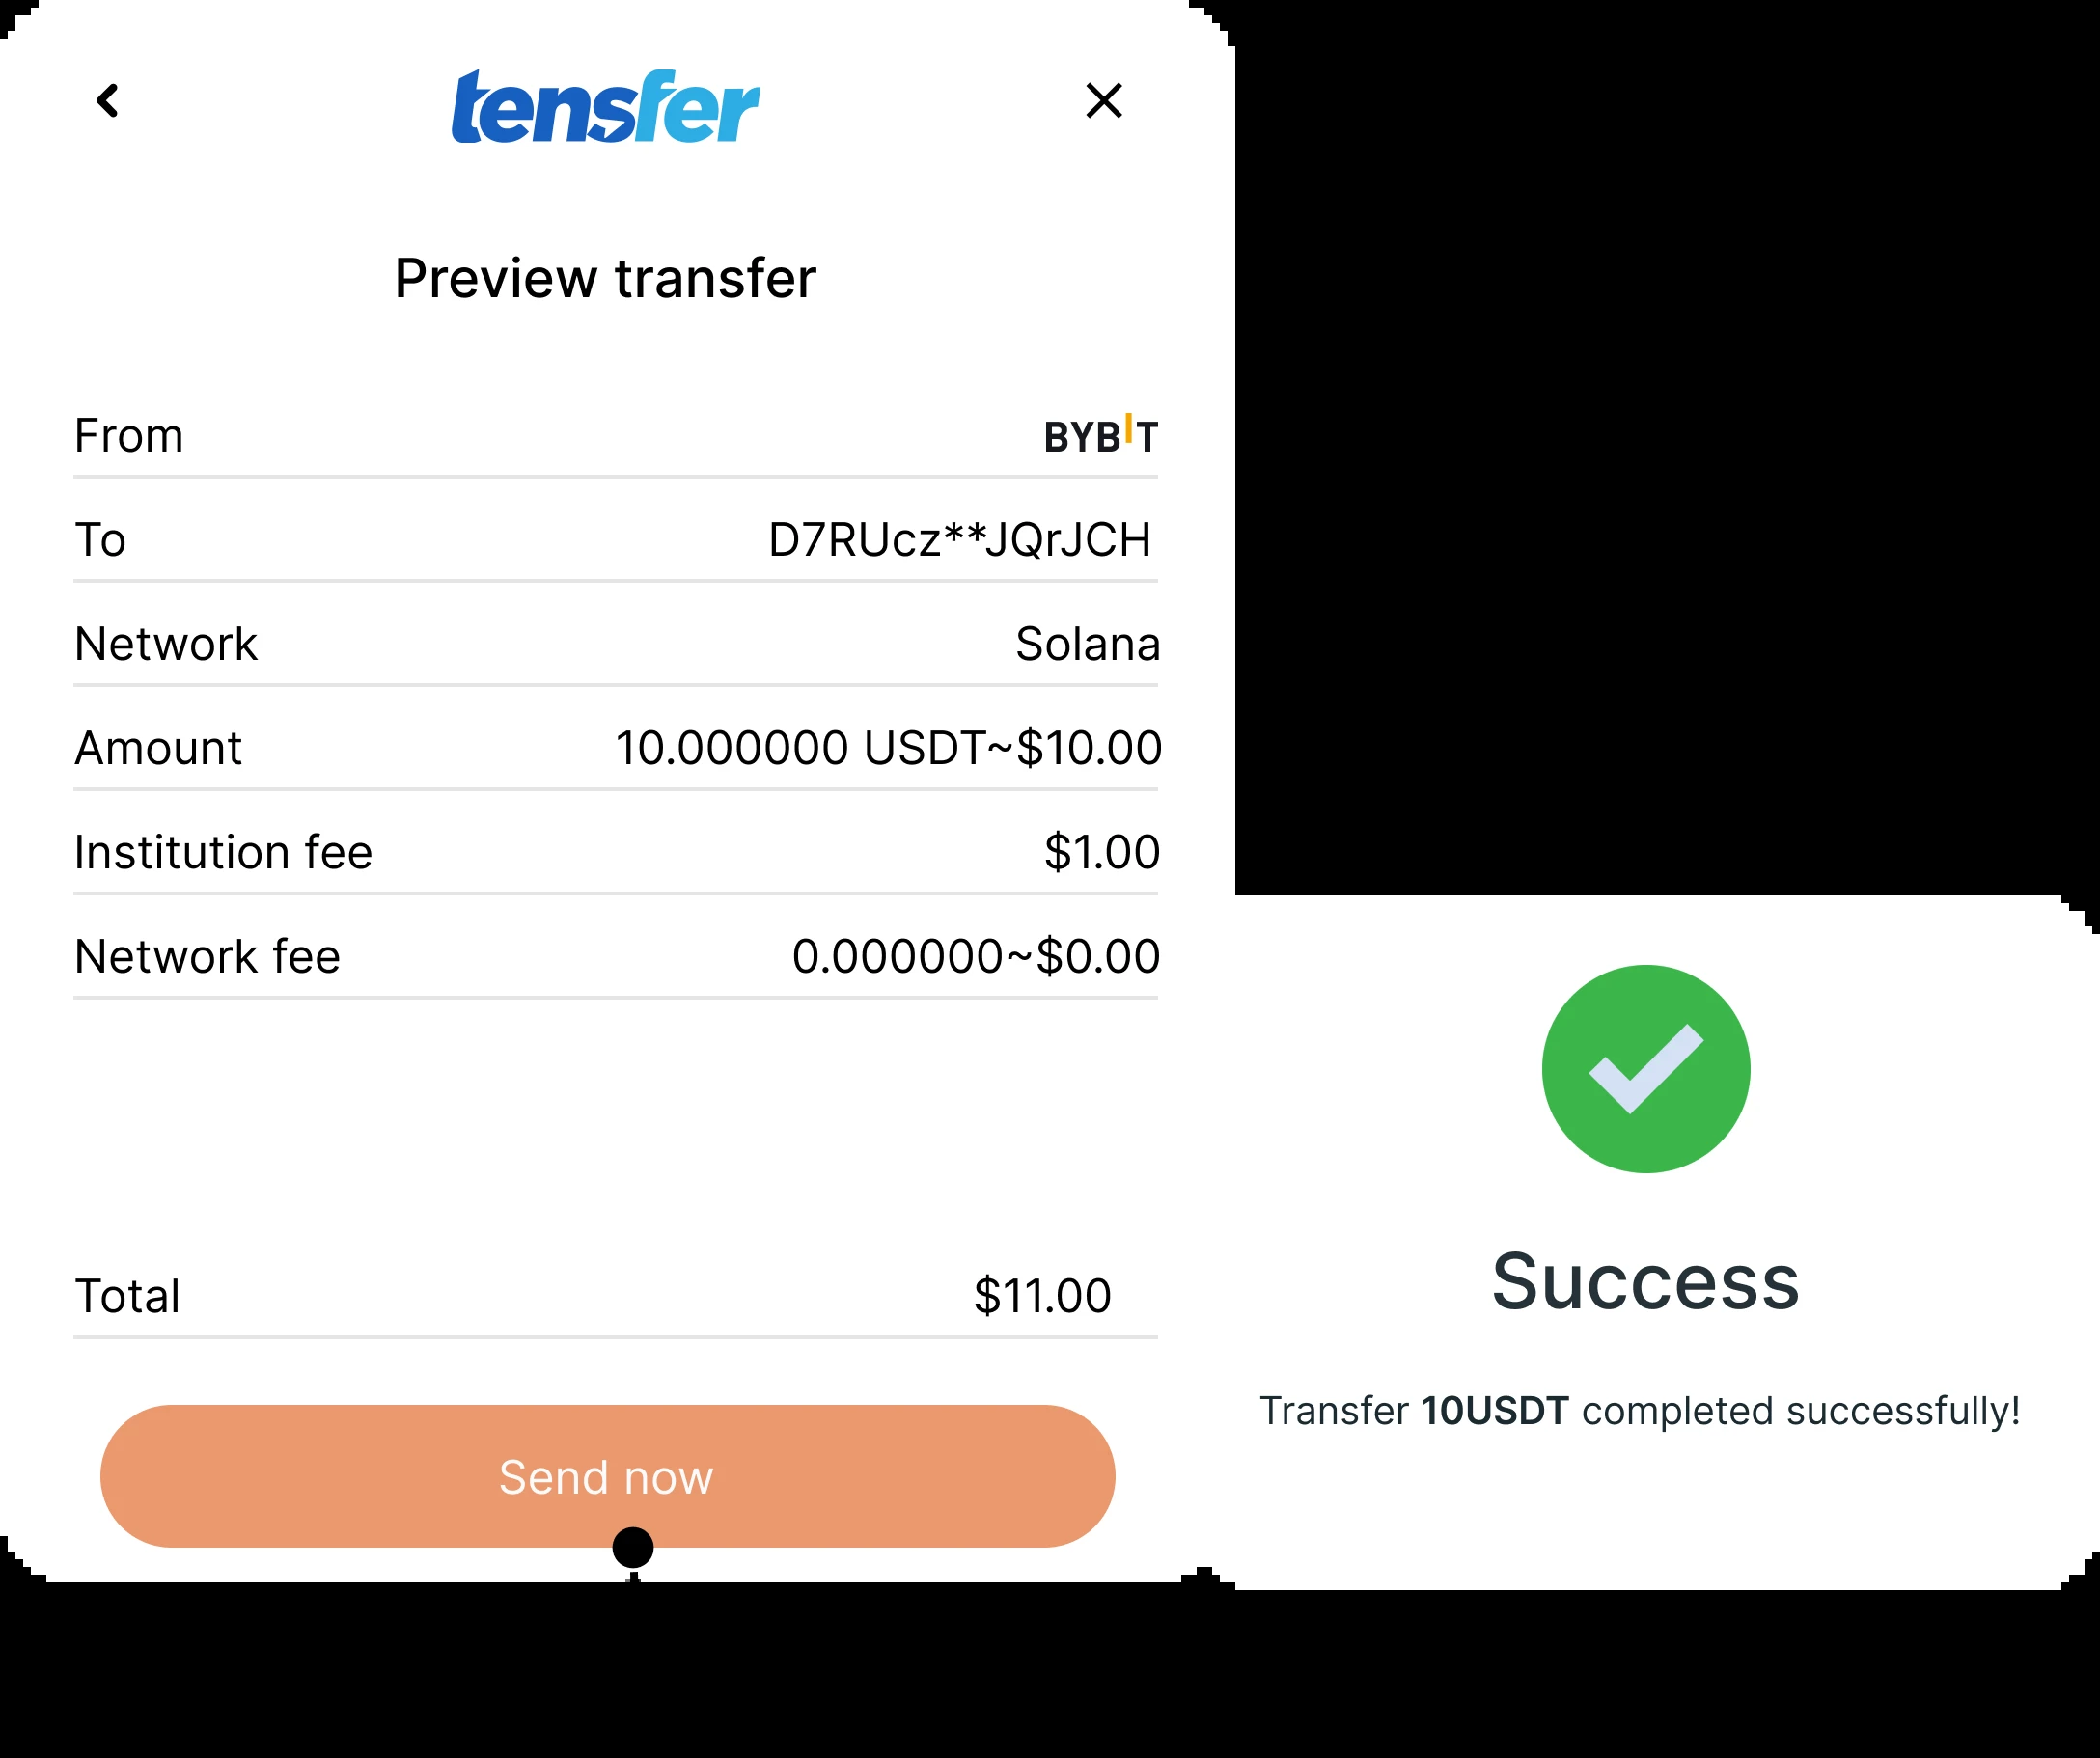 tensfer
Preview transfer
From BYBIT
To D7RUcz**JQrJCH
Network Solana
Amount 10.000000 USDT~$10.00
Institution fee $1.00
Network fee 0.000000~$0.00
Total $11.00
Send now
Success
Transfer 10USDT completed successfully!